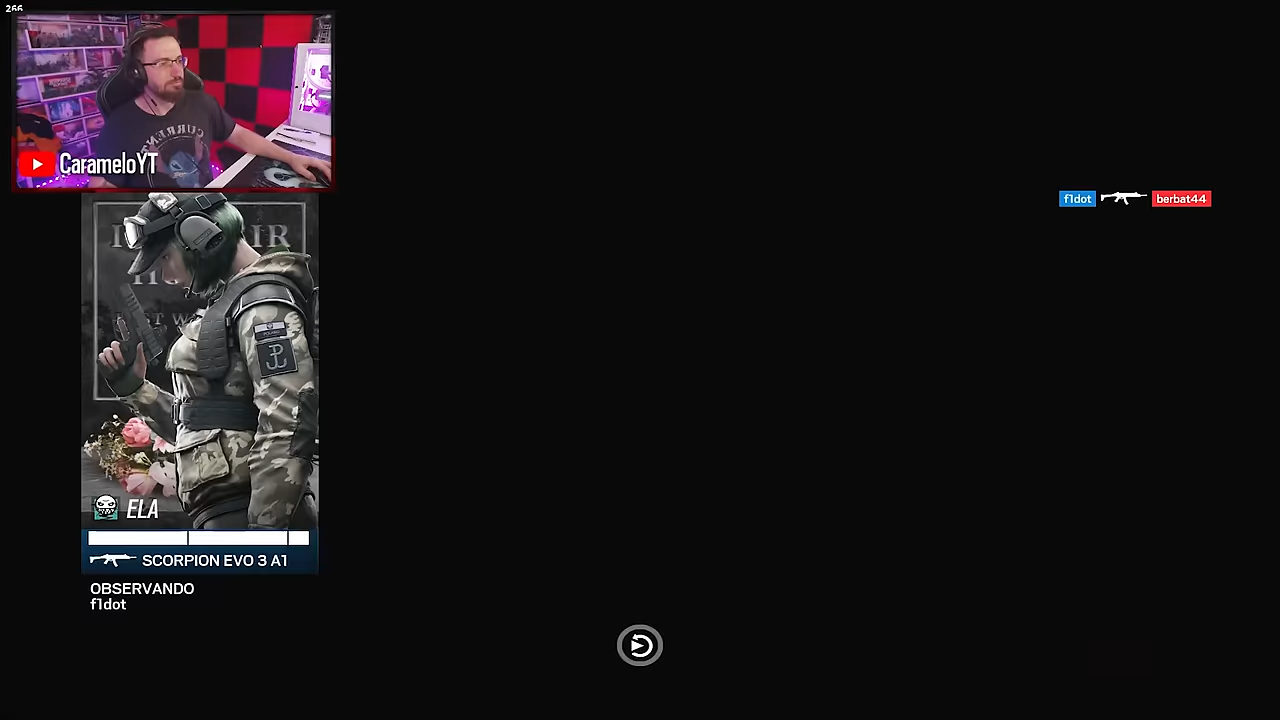 266
CarameloYT
f1dot berbat44
ELA
SCORPION EVO 3 A1
OBSERVANDO
f1dot